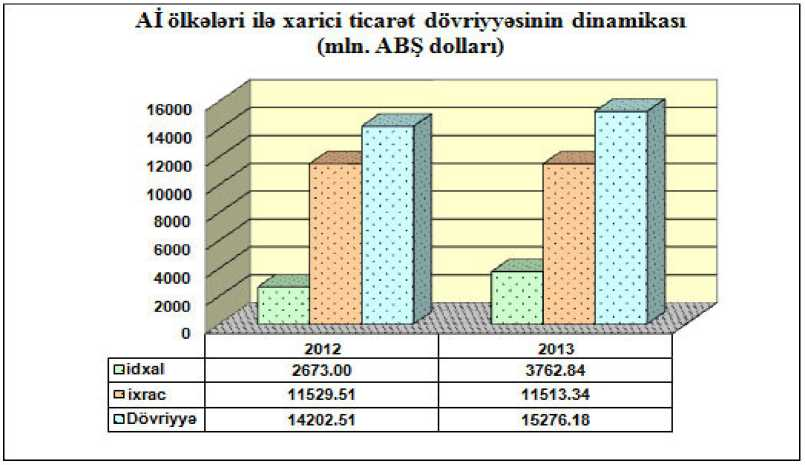 Aİ ölkələri ilə xarici ticarət dövriyyəsinin dinamikası
(mln. ABŞ dolları)
16000
14000
12000
10000
8000
6000
4000
2000
0
2012 2013
idxal 2673.00 3762.84
ixrac 11529.51 11513.34
Dövriyyə 14202.51 15276.18